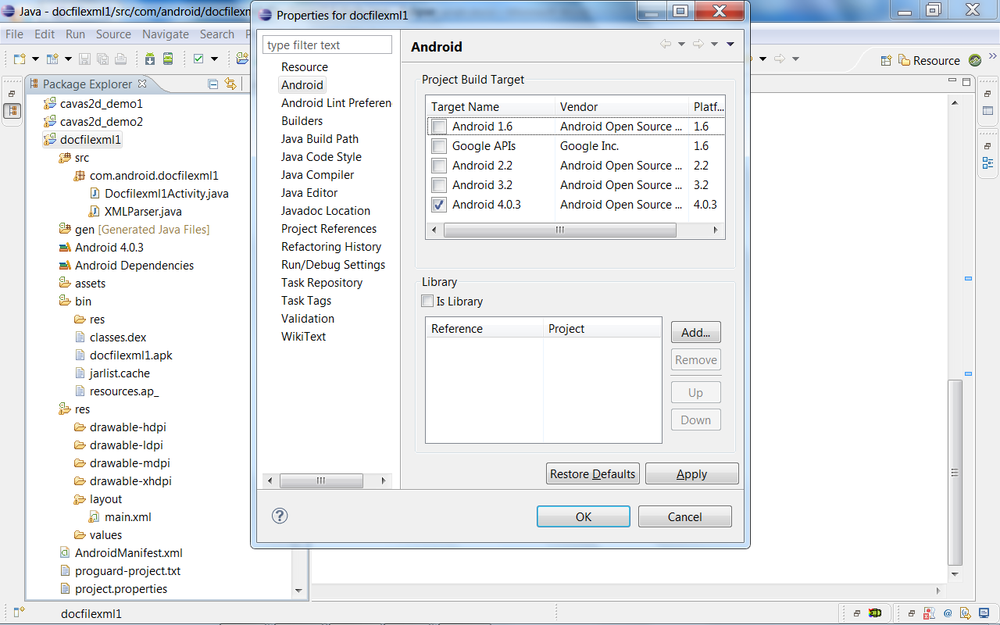 Java - docfilexml1/src/com/android/docfilexm
Properties for docfilexml1
File Edit Run Source Navigate Search
Resource
Package Explorer
cavas2d_demo1
cavas2d_demo2
docfilexml1
src
com.android.docfilexml1
Docfilexml1Activity.java
XMLParser.java
gen [Generated Java Files]
Android 4.0.3
Android Dependencies
assets
bin
res
classes.dex
docfilexml1.apk
jarlist.cache
resources.ap_
res
drawable-hdpi
drawable-ldpi
drawable-mdpi
drawable-xhdpi
layout
main.xml
values
AndroidManifest.xml
proguard-project.txt
project.properties
docfilexml1
type filter text
Resource
Android
Android Lint Preferen
Builders
Java Build Path
Java Code Style
Java Compiler
Java Editor
Javadoc Location
Project References
Refactoring History
Run/Debug Settings
Task Repository
Task Tags
Validation
WikiText
Android
Project Build Target
Target Name Vendor Platf...
Android 1.6 Android Open Source ... 1.6
Google APIs Google Inc. 1.6
Android 2.2 Android Open Source ... 2.2
Android 3.2 Android Open Source ... 3.2
Android 4.0.3 Android Open Source ... 4.0.3
Library
Is Library
Reference Project
Add...
Remove
Up
Down
Restore Defaults Apply
OK Cancel